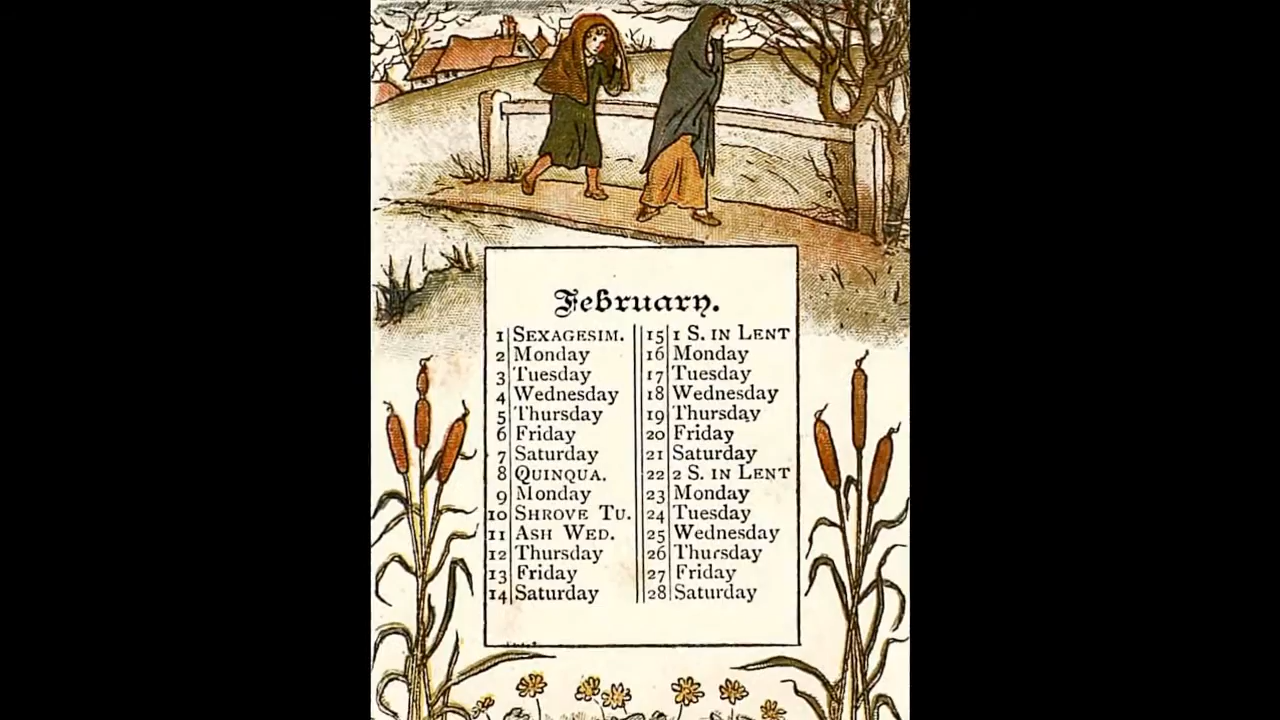 February.
1 SEXAGESIM.
2 Monday
3 Tuesday
4 Wednesday
5 Thursday
6 Friday
7 Saturday
8 QUINQUA.
9 Monday
10 SHROVE TU.
11 ASH WED.
12 Thursday
13 Friday
14 Saturday
15 1 S. IN LENT
16 Monday
17 Tuesday
18 Wednesday
19 Thursday
20 Friday
21 Saturday
22 2 S. IN LENT
23 Monday
24 Tuesday
25 Wednesday
26 Thursday
27 Friday
28 Saturday